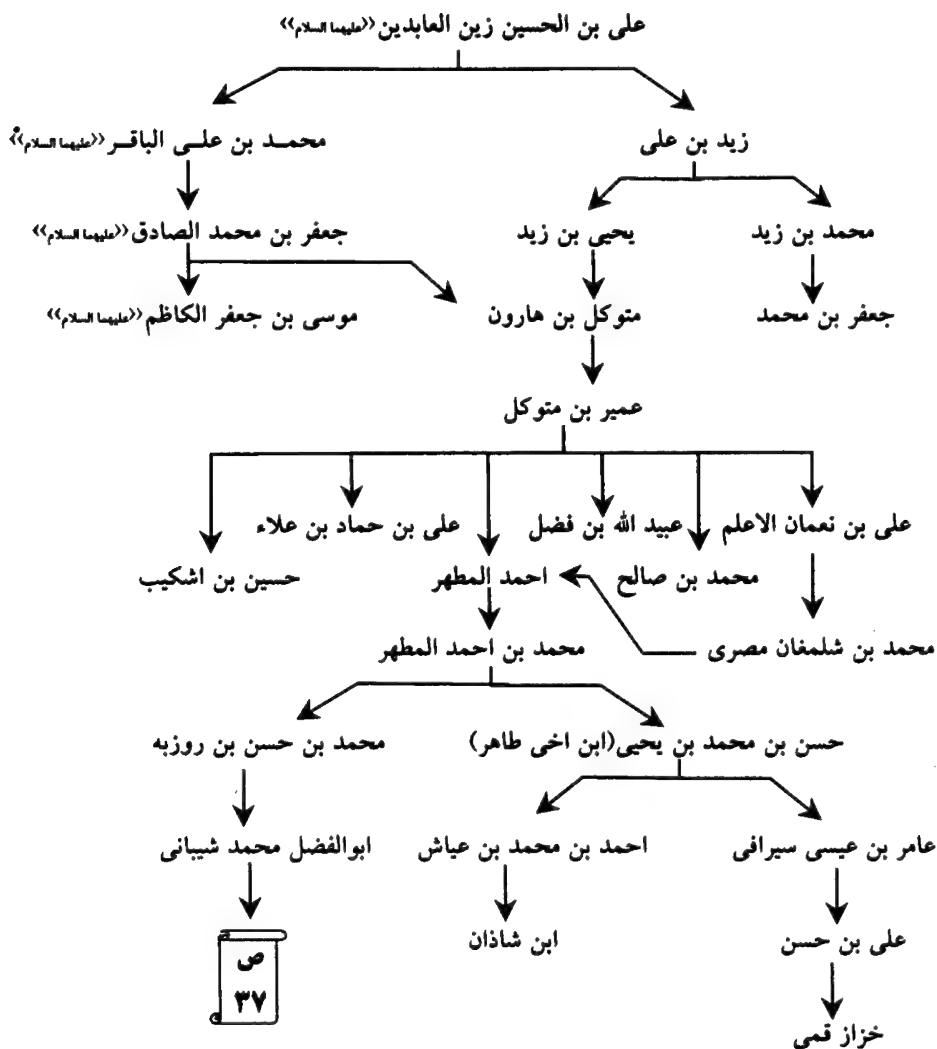 علی بن الحسین زین العابدین «(علیهما السلام)»
زید بن علی
محمـد بن علـی الباقـر «(علیهما السلام)»
محمد بن زید
یحیی بن زید
جعفر بن محمد الصادق «(علیهما السلام)»
جعفر بن محمد
متوکل بن هارون
موسی بن جعفر الکاظم «(علیهما السلام)»
عمیر بن متوکل
علی بن نعمان الاعلم
عبید الله بن فضل
علی بن حماد بن علاء
محمد بن صالح
احمد المطهر
حسین بن اشکیب
محمد بن شلمغان مصری
محمد بن احمد المطهر
حسن بن محمد بن یحیی (ابن اخی طاهر)
محمد بن حسن بن روزبه
عامر بن عیسی سیرافی
احمد بن محمد بن عیاش
ابوالفضل محمد شیبانی
علی بن حسن
ابن شاذان
ص
۳۷
خزاز قمی